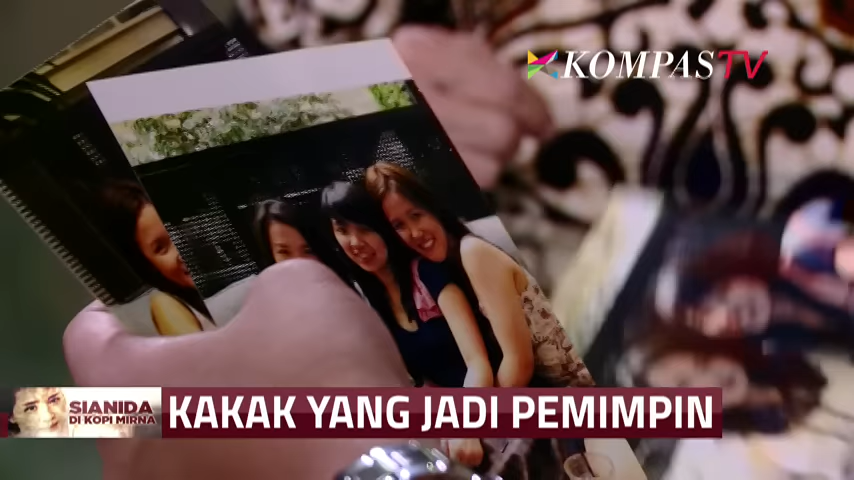 KOMPASTV
SIANIDA
DI KOPI MIRNA
KAKAK YANG JADI PEMIMPIN